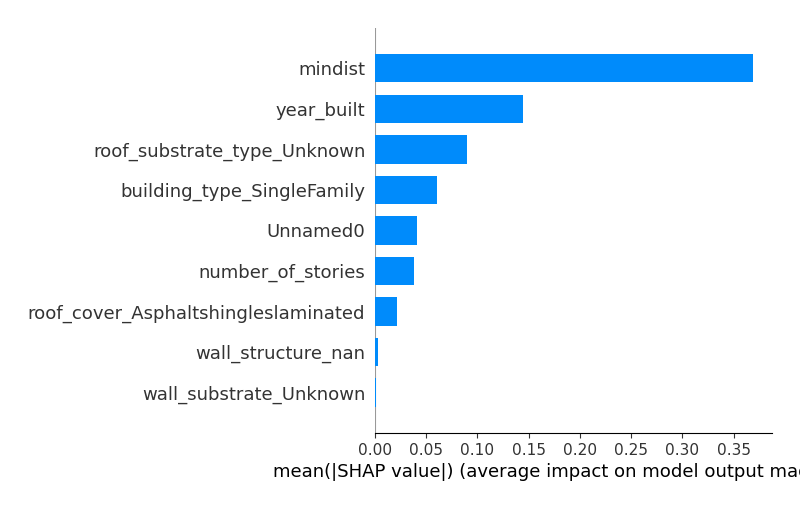 mindist
year_built
roof_substrate_type_Unknown
building_type_SingleFamily
Unnamed0
number_of_stories
roof_cover_Asphaltshingleslaminated
wall_structure_nan
wall_substrate_Unknown
0.00 0.05 0.10 0.15 0.20 0.25 0.30 0.35
mean(|SHAP value|) (average impact on model output